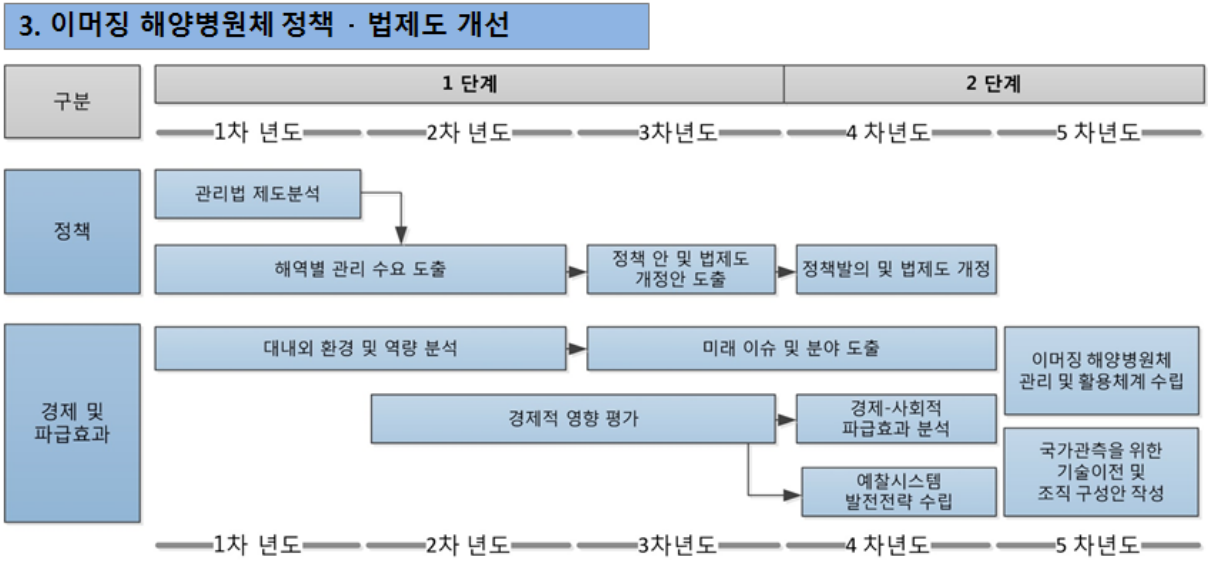 3. 이머징 해양병원체 정책 · 법제도 개선
구분
1 단계
2 단계
1차 년도
2차 년도
3차년도
4 차년도
5 차년도
정책
관리법 제도분석
해역별 관리 수요 도출
정책 안 및 법제도
개정안 도출
정책발의 및 법제도 개정
경제 및
파급효과
대내외 환경 및 역량 분석
미래 이슈 및 분야 도출
이머징 해양병원체
관리 및 활용체계 수립
경제적 영향 평가
경제-사회적
파급효과 분석
국가관측을 위한
기술이전 및
조직 구성안 작성
예찰시스템
발전전략 수립
1차 년도
2차 년도
3차년도
4 차년도
5 차년도